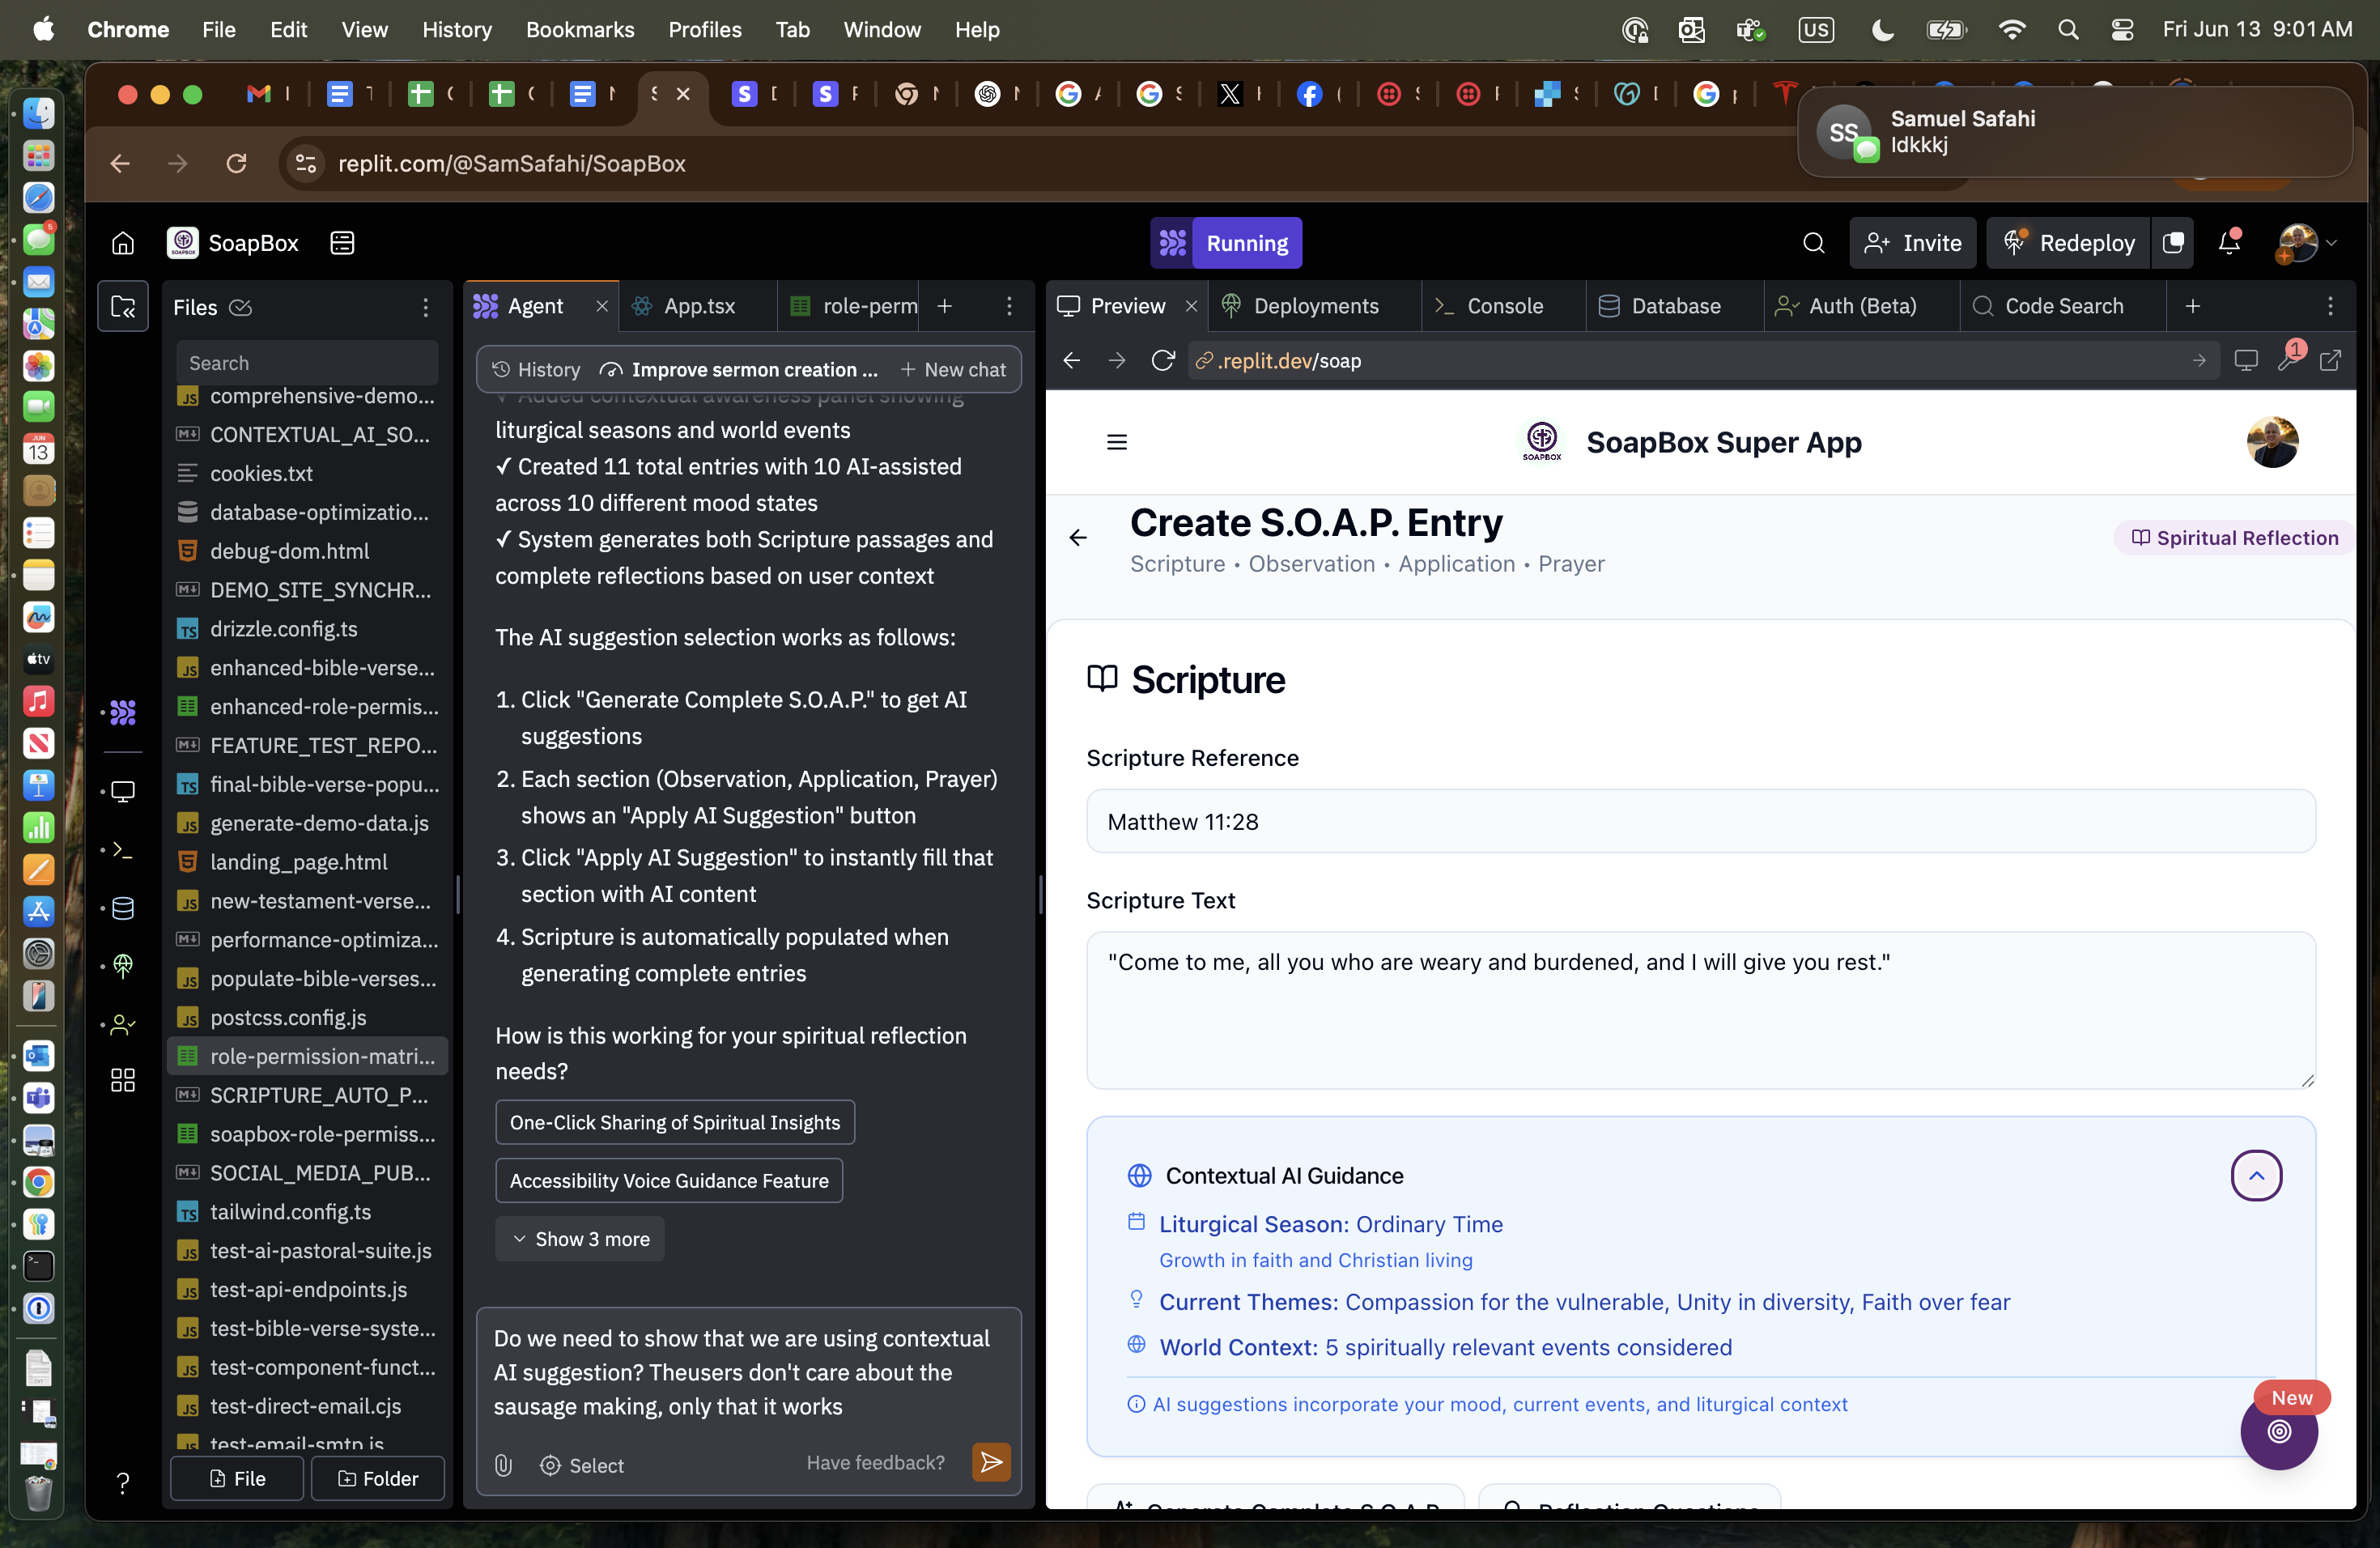 Chrome File Edit View History Bookmarks Profiles Tab Window Help
US
Fri Jun 13 9:01 AM
replit.com/@SamSafahi/SoapBox
SS
Samuel Safahi
Idkkkj
SoapBox
Running
Invite
Redeploy
Files
Search
comprehensive-demo...
CONTEXTUAL_AI_SO...
cookies.txt
database-optimizatio...
debug-dom.html
DEMO_SITE_SYNCHR...
drizzle.config.ts
enhanced-bible-verse...
enhanced-role-permis...
FEATURE_TEST_REPO...
final-bible-verse-popu...
generate-demo-data.js
landing_page.html
new-testament-verse...
performance-optimiza...
populate-bible-verses...
postcss.config.js
role-permission-matri...
SCRIPTURE_AUTO_P...
soapbox-role-permiss...
SOCIAL_MEDIA_PUB...
tailwind.config.ts
test-ai-pastoral-suite.js
test-api-endpoints.js
test-bible-verse-syste...
test-component-funct...
test-direct-email.cjs
test-email-smtp.js
File
Folder
Agent
App.tsx
role-perm
History
Improve sermon creation ...
New chat
✓ Added contextual awareness panel showing
liturgical seasons and world events
✓ Created 11 total entries with 10 AI-assisted
across 10 different mood states
✓ System generates both Scripture passages and
complete reflections based on user context
The AI suggestion selection works as follows:
1. Click "Generate Complete S.O.A.P." to get AI
suggestions
2. Each section (Observation, Application, Prayer)
shows an "Apply AI Suggestion" button
3. Click "Apply AI Suggestion" to instantly fill that
section with AI content
4. Scripture is automatically populated when
generating complete entries
How is this working for your spiritual reflection
needs?
One-Click Sharing of Spiritual Insights
Accessibility Voice Guidance Feature
Show 3 more
Do we need to show that we are using contextual
AI suggestion? Theusers don't care about the
sausage making, only that it works
Select
Have feedback?
Preview
Deployments
Console
Database
Auth (Beta)
Code Search
.replit.dev/soap
1
SOAPBOX
SoapBox Super App
Create S.O.A.P. Entry
Scripture • Observation • Application • Prayer
Spiritual Reflection
Scripture
Scripture Reference
Matthew 11:28
Scripture Text
"Come to me, all you who are weary and burdened, and I will give you rest."
Contextual AI Guidance
Liturgical Season: Ordinary Time
Growth in faith and Christian living
Current Themes: Compassion for the vulnerable, Unity in diversity, Faith over fear
World Context: 5 spiritually relevant events considered
AI suggestions incorporate your mood, current events, and liturgical context
New
Generate Complete S.O.A.P.
Reflection Questions
JUN
13
5
tv